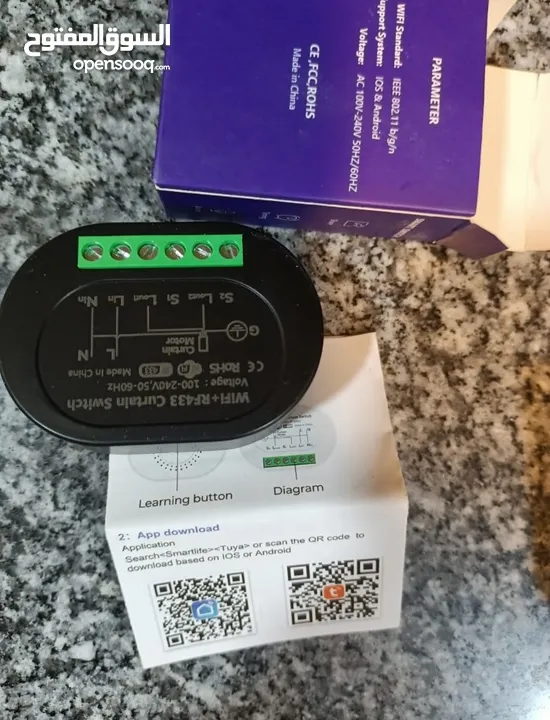 السوق المفتوح
opensooq.com
PARAMETER
WIFI Standard: IEEE 802.11 b/g/n
Support System: IOS & Android
Voltage: AC 100V-240V 50HZ/60HZ
CE ,FCC,ROHS
Made in China
WiFi+RF433 Curtain Switch
Voltage : 100-240V,50-60Hz
CE RoHS 433 Made In China
N L Curtain Motor G
Nin Lin S1 Lout1 Lout2 S2
Learning button
Diagram
2: App download
Application
Search<Smartlife><Tuya> or scan the QR code to
download based on IOS or Android